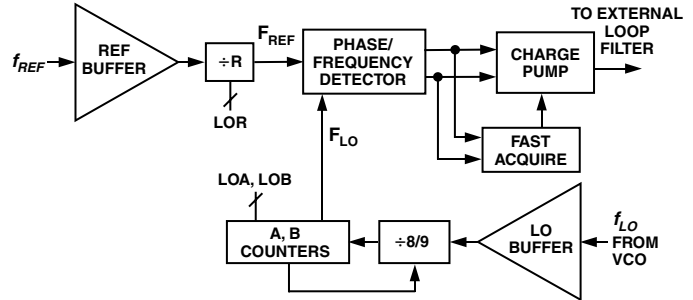 TO EXTERNAL
LOOP
FILTER
f_REF
REF
BUFFER
÷R
LOR
F_REF
PHASE/
FREQUENCY
DETECTOR
CHARGE
PUMP
FAST
ACQUIRE
F_LO
LOA, LOB
A, B
COUNTERS
÷8/9
LO
BUFFER
f_LO
FROM
VCO